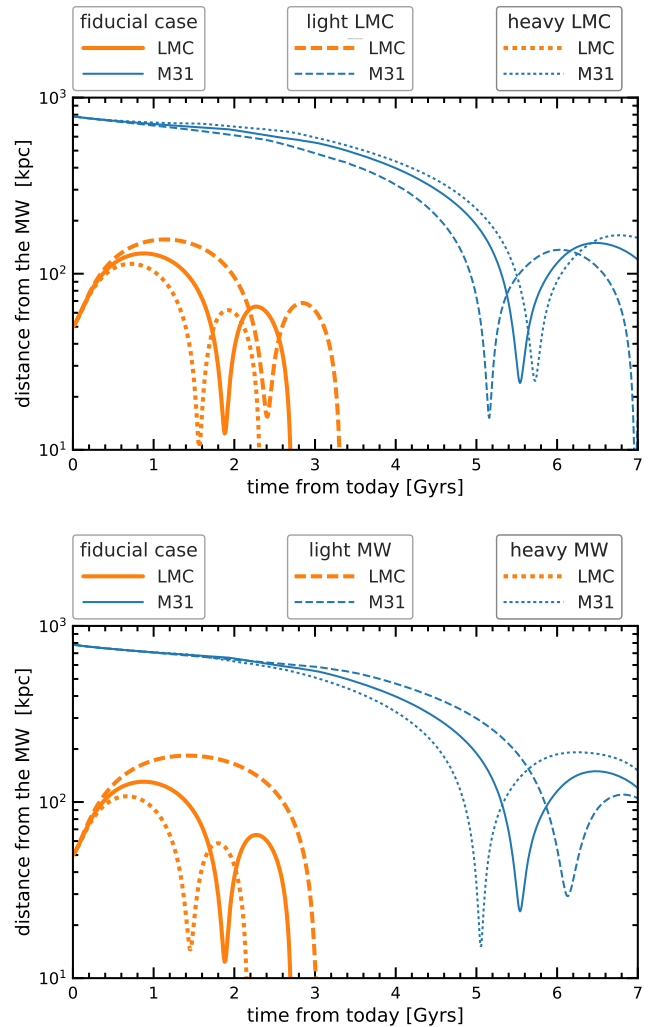 fiducial case light LMC heavy LMC
LMC LMC LMC
M31 M31 M31
10³
10²
10¹
distance from the MW [kpc]
0 1 2 3 4 5 6 7
time from today [Gyrs]
fiducial case light MW heavy MW
LMC LMC LMC
M31 M31 M31
10³
10²
10¹
distance from the MW [kpc]
0 1 2 3 4 5 6 7
time from today [Gyrs]